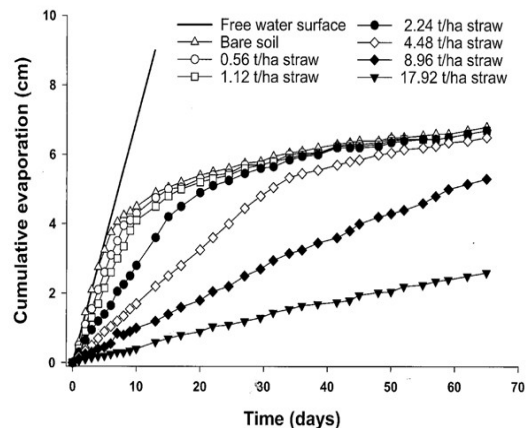 Free water surface
Bare soil
0.56 t/ha straw
1.12 t/ha straw
2.24 t/ha straw
4.48 t/ha straw
8.96 t/ha straw
17.92 t/ha straw
Cumulative evaporation (cm)
10
8
6
4
2
0
0 10 20 30 40 50 60 70
Time (days)